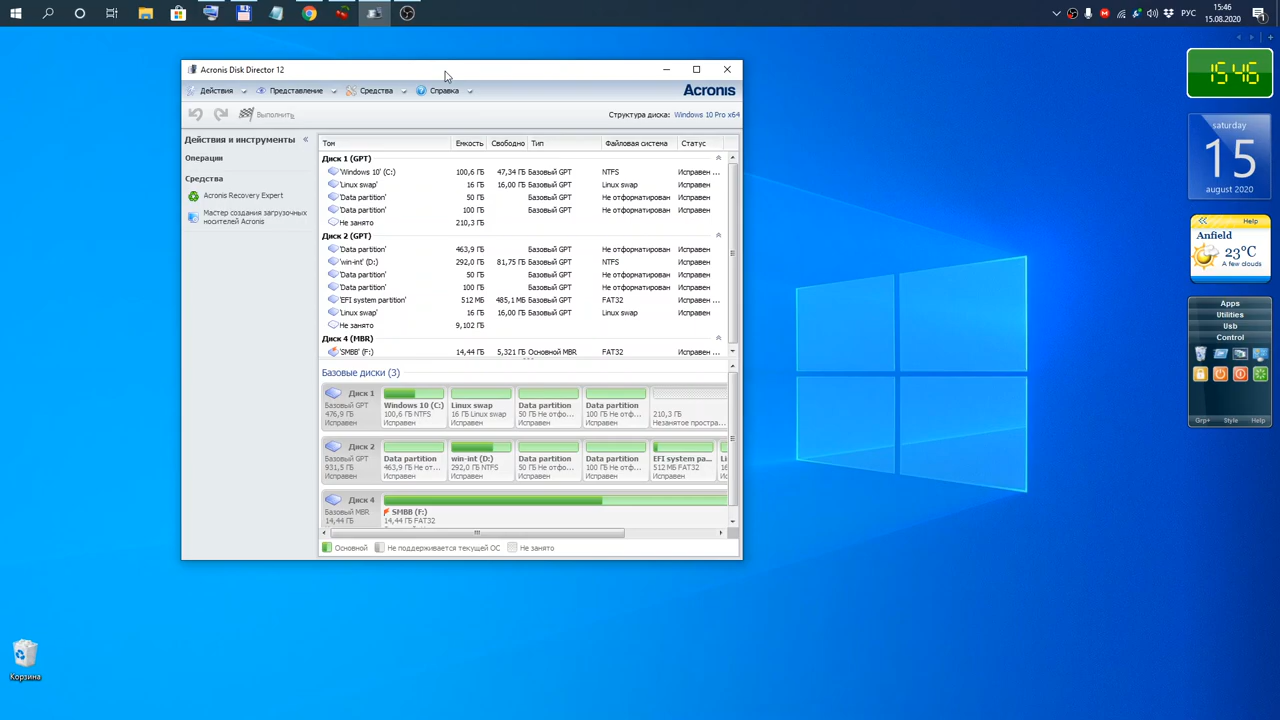 РУС
15:46
15.08.2020
1
Acronis Disk Director 12
Действия
Представление
Средства
Справка
Acronis
Выполнить
Структура диска: Windows 10 Pro x64
Действия и инструменты
Операции
Средства
Acronis Recovery Expert
Мастер создания загрузочных
носителей Acronis
Том Емкость Свободно Тип Файловая система Статус
Диск 1 (GPT)
'Windows 10' (C:) 100,6 ГБ 47,34 ГБ Базовый GPT NTFS Исправен ...
'Linux swap' 16 ГБ 16,00 ГБ Базовый GPT Linux swap Исправен
'Data partition' 50 ГБ Базовый GPT Не отформатирован Исправен
'Data partition' 100 ГБ Базовый GPT Не отформатирован Исправен
Не занято 210,3 ГБ
Диск 2 (GPT)
'Data partition' 463,9 ГБ Базовый GPT Не отформатирован Исправен
'win-int' (D:) 292,0 ГБ 81,75 ГБ Базовый GPT NTFS Исправен
'Data partition' 50 ГБ Базовый GPT Не отформатирован Исправен
'Data partition' 100 ГБ Базовый GPT Не отформатирован Исправен
'EFI system partition' 512 МБ 485,1 МБ Базовый GPT FAT32 Исправен ...
'Linux swap' 16 ГБ 16,00 ГБ Базовый GPT Linux swap Исправен
Не занято 9,102 ГБ
Диск 4 (MBR)
'SMBB' (F:) 14,44 ГБ 5,321 ГБ Основной MBR FAT32 Исправен ...
Базовые диски (3)
Диск 1
Базовый GPT
476,9 ГБ
Исправен
Windows 10 (C:)
100,6 ГБ NTFS
Исправен
Linux swap
16 ГБ Linux swap
Исправен
Data partition
50 ГБ Не отфо...
Исправен
Data partition
100 ГБ Не отфо...
Исправен
210,3 ГБ
Незанятое простра...
Диск 2
Базовый GPT
931,5 ГБ
Исправен
Data partition
463,9 ГБ Не от...
Исправен
win-int (D:)
292,0 ГБ NTFS
Исправен
Data partition
50 ГБ Не отфо...
Исправен
Data partition
100 ГБ Не отфо...
Исправен
EFI system pa...
512 МБ FAT32
Исправен
Li
16
Диск 4
Базовый MBR
14,44 ГБ
SMBB (F:)
14,44 ГБ FAT32
Основной Не поддерживается текущей ОС Не занято
15:46
saturday
15
august 2020
Help
Anfield
23°C
A few clouds
Apps
Utilities
Usb
Control
Grp+ Style Help
Корзина